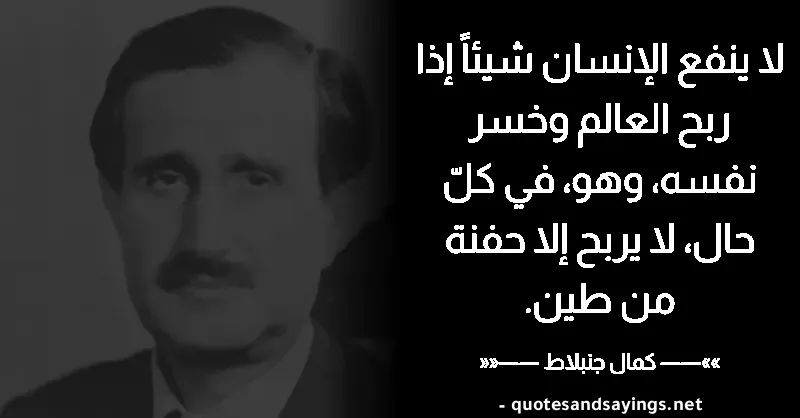 لا ينفع الإنسان شيئاً إذا
ربح العالم وخسر
نفسه، وهو، في كلّ
حال، لا يربح إلا حفنة
من طين.
»»—— كمال جنبلاط ——««
- quotesandsayings.net